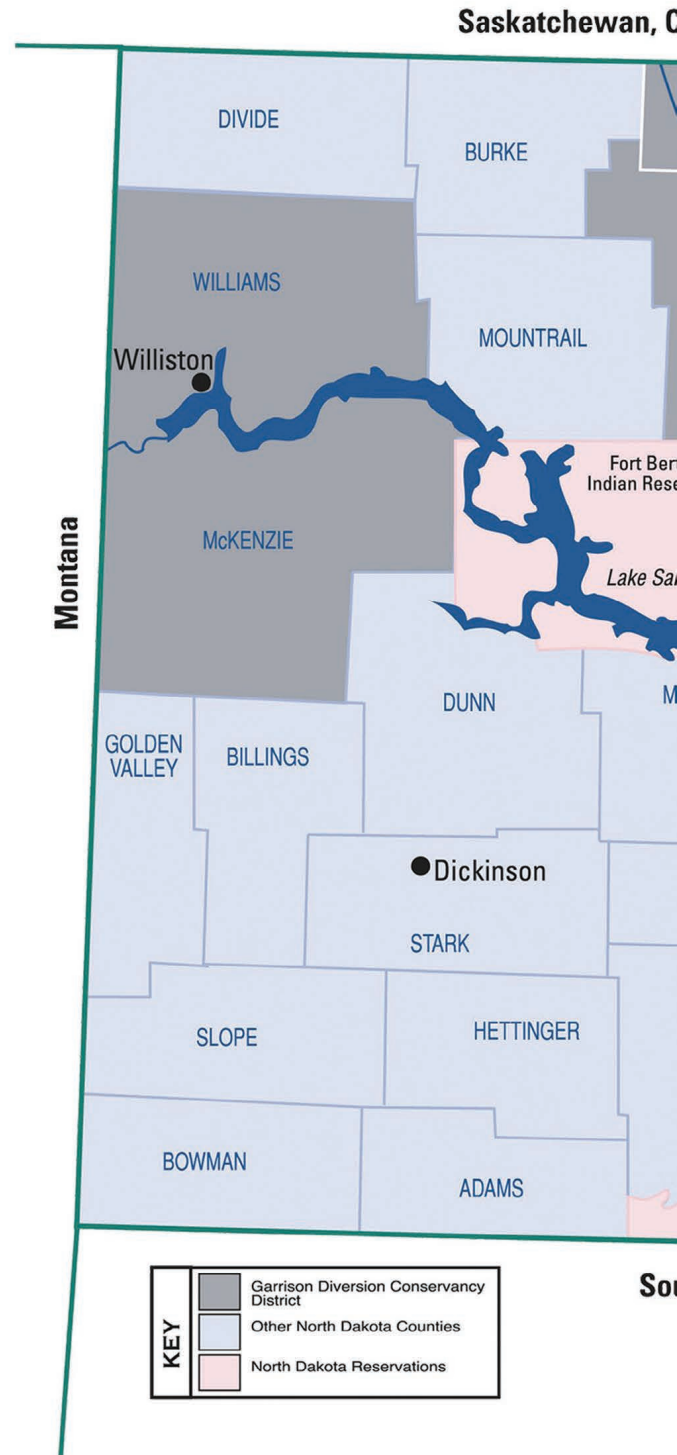 Saskatchewan, C
DIVIDE
BURKE
WILLIAMS
MOUNTRAIL
Williston
Fort Bert
Indian Rese
McKENZIE
Montana
Lake Sa
DUNN
M
GOLDEN
VALLEY
BILLINGS
Dickinson
STARK
SLOPE
HETTINGER
BOWMAN
ADAMS
Sou
KEY
Garrison Diversion Conservancy
District
Other North Dakota Counties
North Dakota Reservations